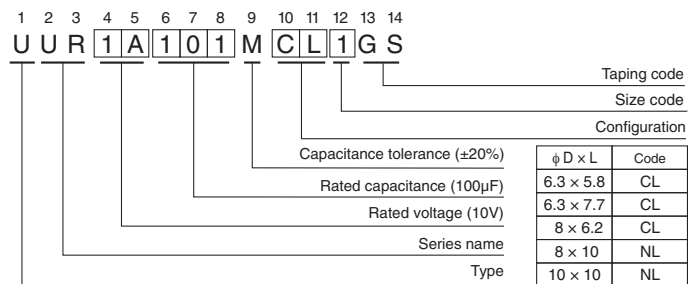 1 2 3 4 5 6 7 8 9 10 11 12 13 14
U U R 1 A 1 0 1 M C L 1 G S
Taping code
Size code
Configuration
Capacitance tolerance (±20%)
Rated capacitance (100µF)
Rated voltage (10V)
Series name
Type
ϕ D × L Code
6.3 × 5.8 CL
6.3 × 7.7 CL
8 × 6.2 CL
8 × 10 NL
10 × 10 NL